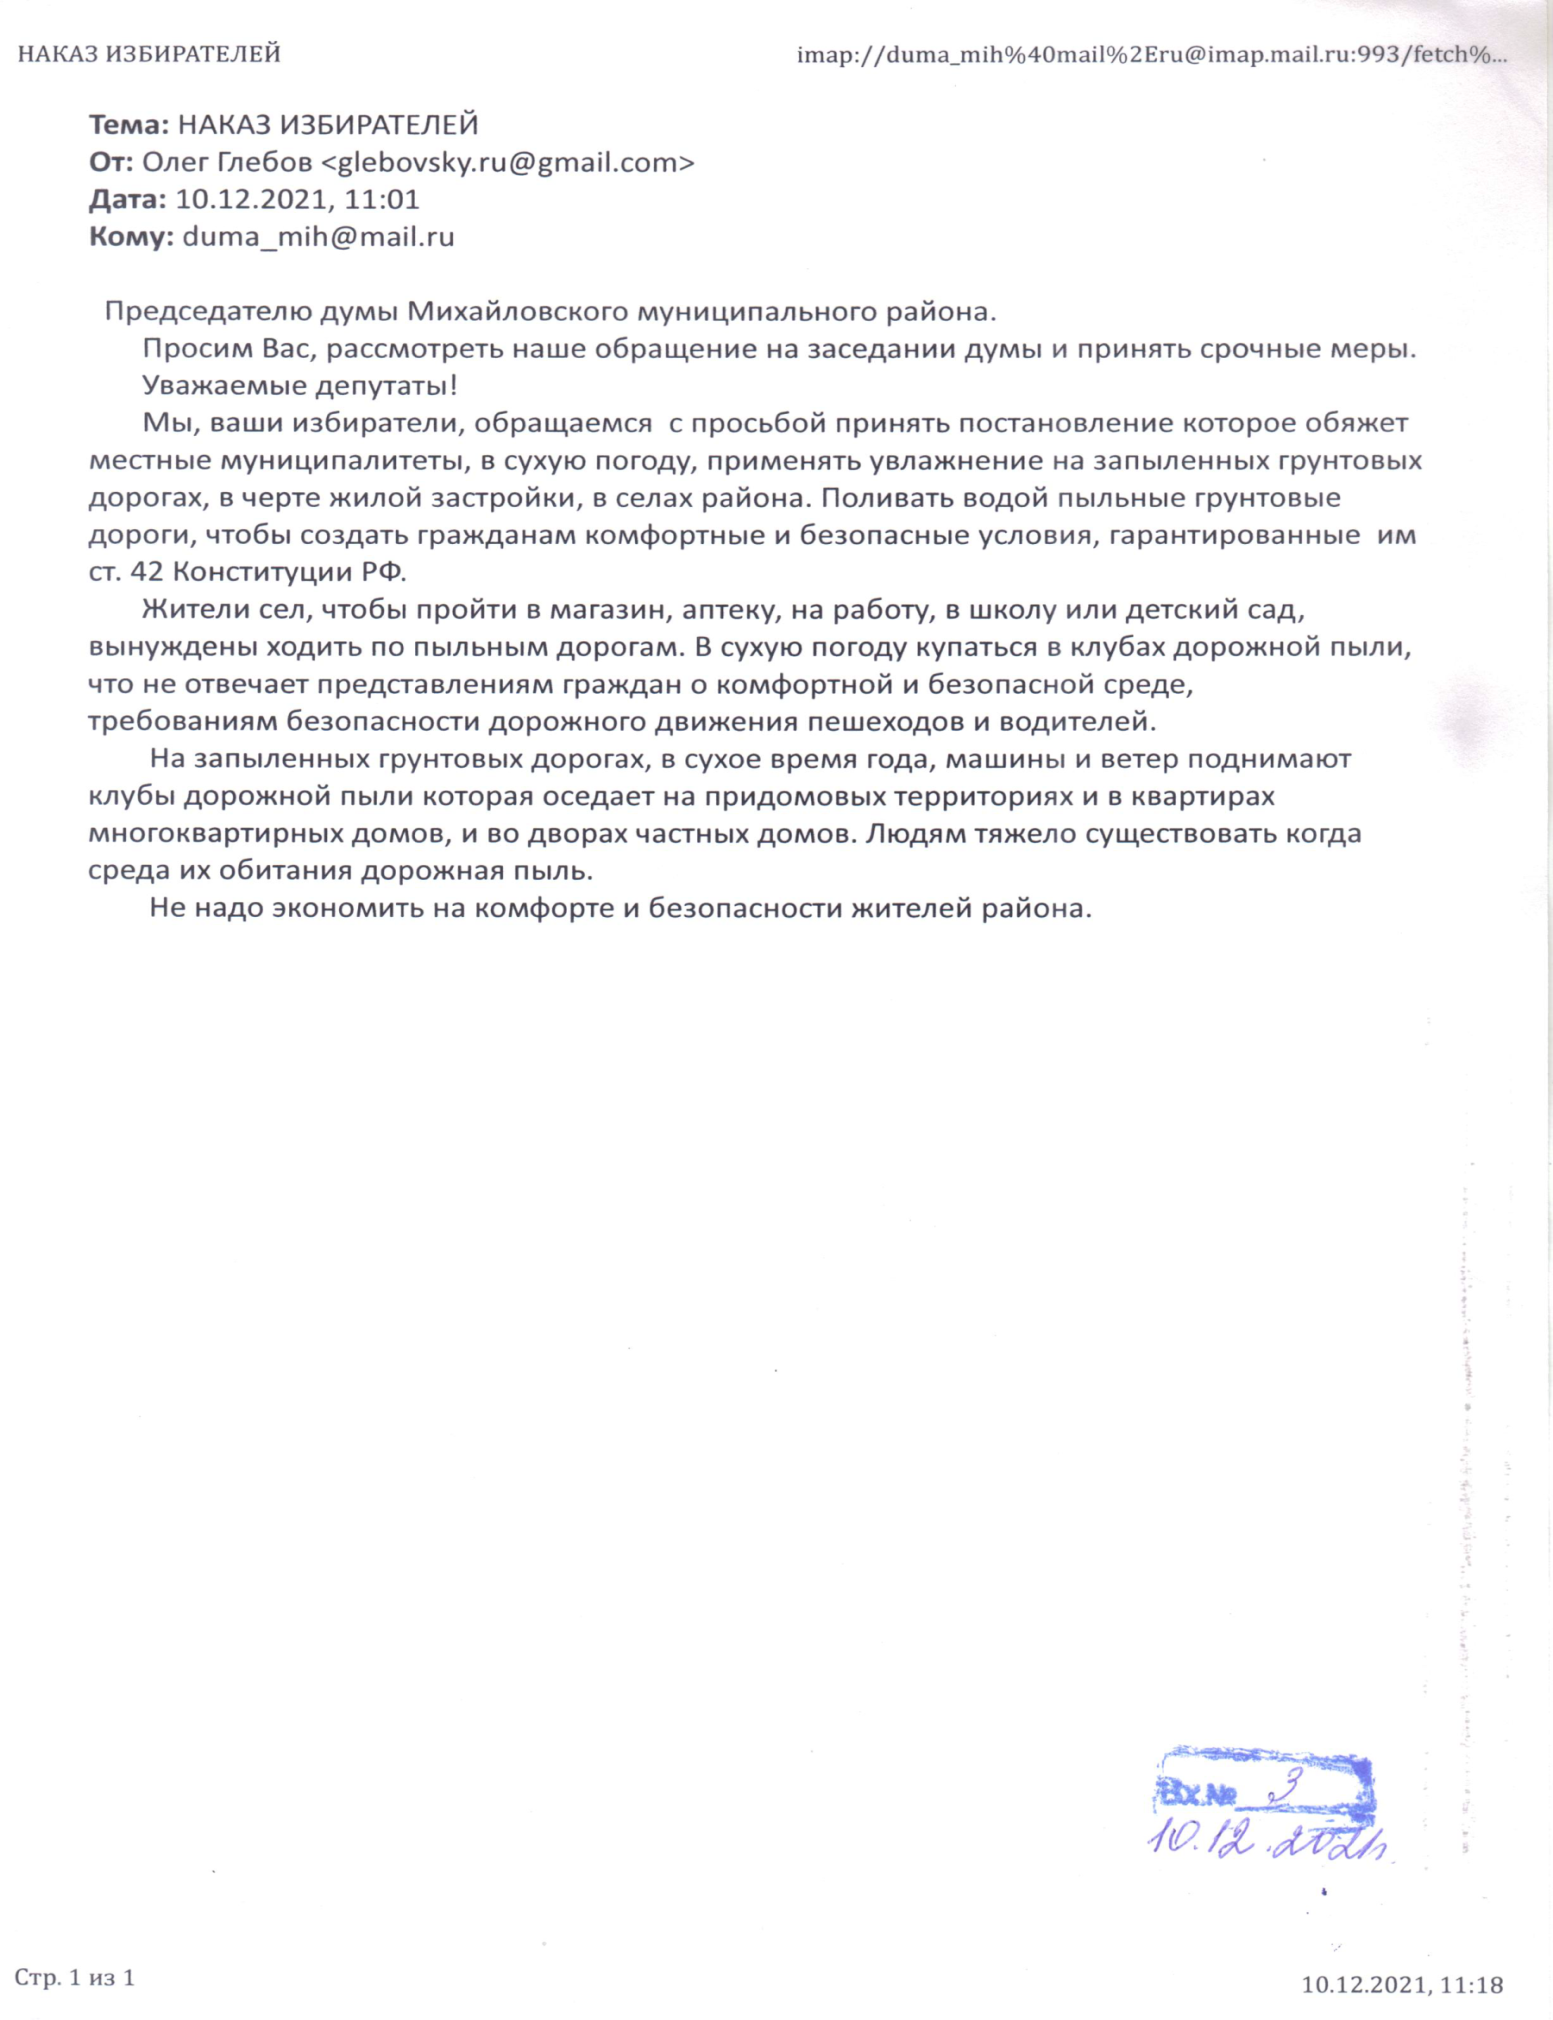 НАКАЗ ИЗБИРАТЕЛЕЙ
imap://duma_mih%40mail%2Eru@imap.mail.ru:993/fetch%...
Тема: НАКАЗ ИЗБИРАТЕЛЕЙ
От: Олег Глебов <glebovsky.ru@gmail.com>
Дата: 10.12.2021, 11:01
Кому: duma_mih@mail.ru
Председателю думы Михайловского муниципального района.
Просим Вас, рассмотреть наше обращение на заседании думы и принять срочные меры.
Уважаемые депутаты!
Мы, ваши избиратели, обращаемся  с просьбой принять постановление которое обяжет
местные муниципалитеты, в сухую погоду, применять увлажнение на запыленных грунтовых
дорогах, в черте жилой застройки, в селах района. Поливать водой пыльные грунтовые
дороги, чтобы создать гражданам комфортные и безопасные условия, гарантированные  им
ст. 42 Конституции РФ.
Жители сел, чтобы пройти в магазин, аптеку, на работу, в школу или детский сад,
вынуждены ходить по пыльным дорогам. В сухую погоду купаться в клубах дорожной пыли,
что не отвечает представлениям граждан о комфортной и безопасной среде,
требованиям безопасности дорожного движения пешеходов и водителей.
На запыленных грунтовых дорогах, в сухое время года, машины и ветер поднимают
клубы дорожной пыли которая оседает на придомовых территориях и в квартирах
многоквартирных домов, и во дворах частных домов. Людям тяжело существовать когда
среда их обитания дорожная пыль.
Не надо экономить на комфорте и безопасности жителей района.
Вх.№ 3
10.12.2021г.
Стр. 1 из 1
10.12.2021, 11:18